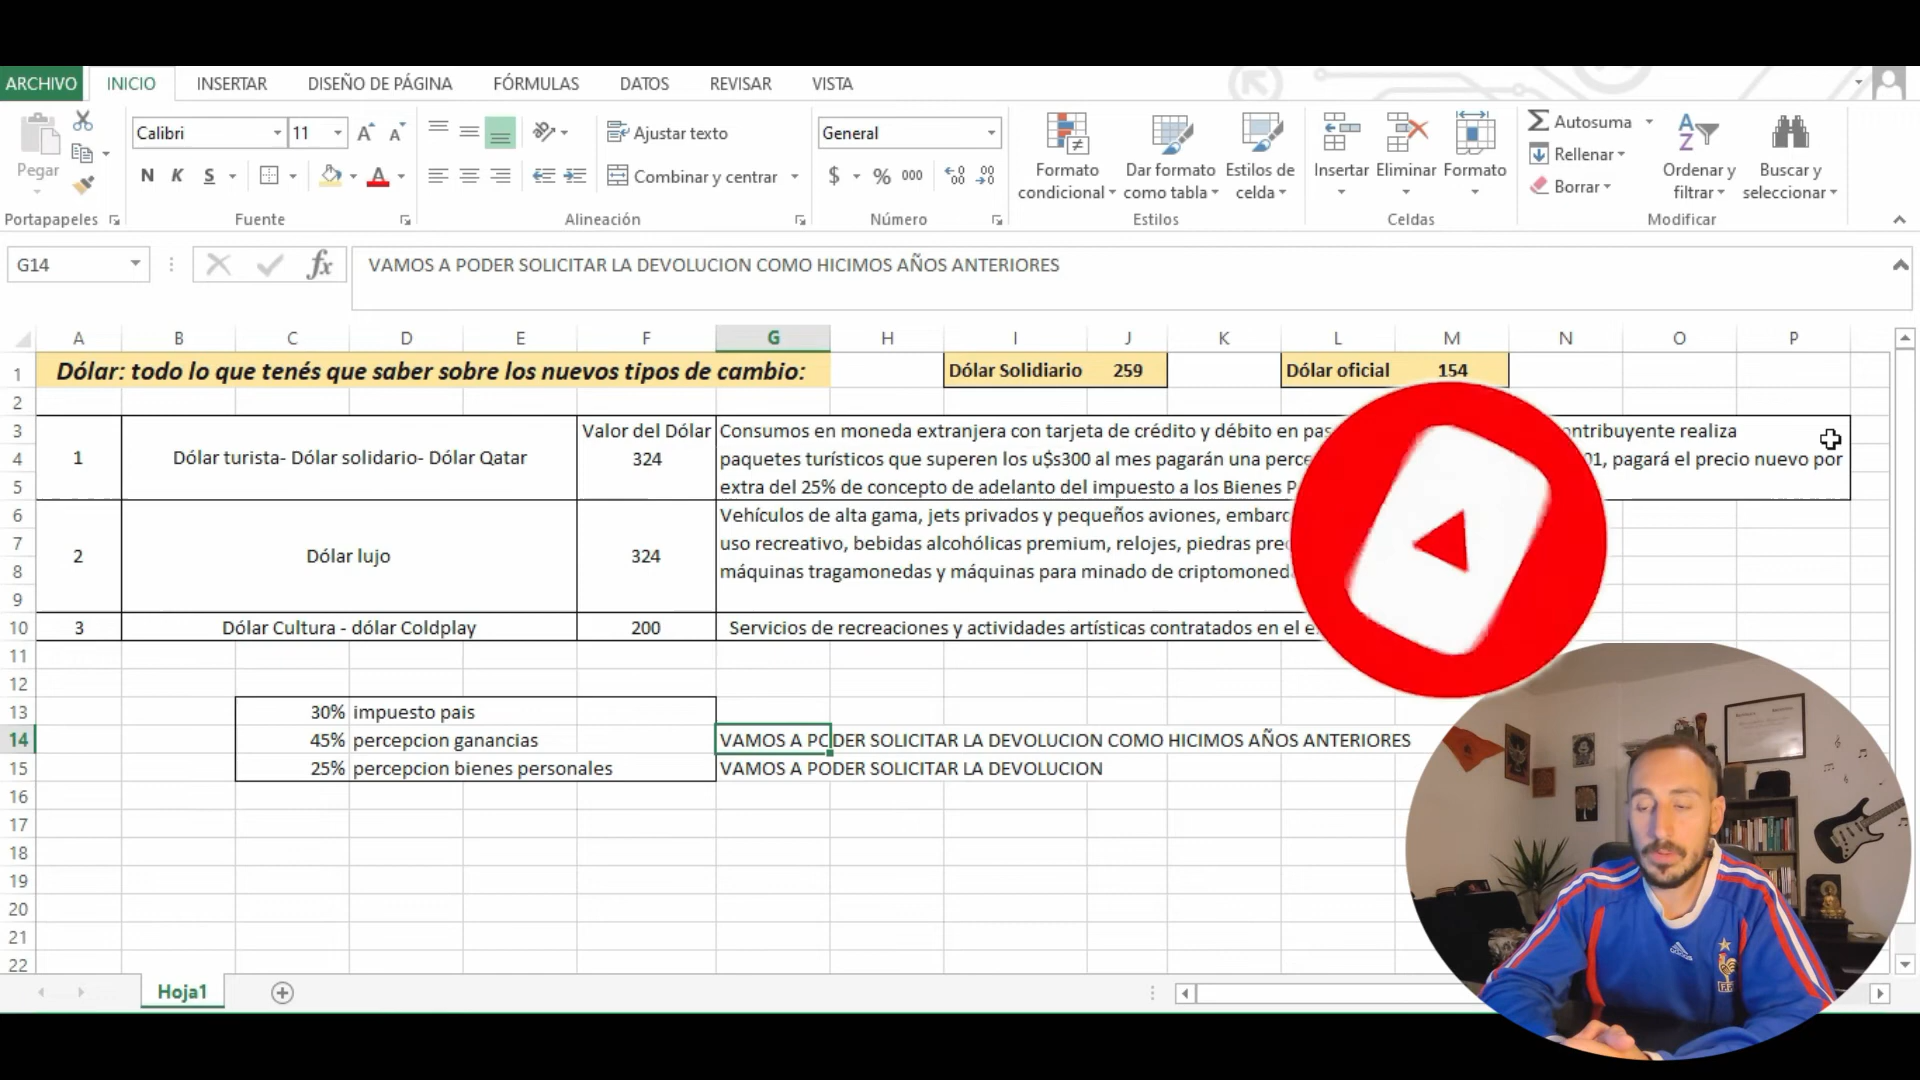 ARCHIVO INICIO INSERTAR DISEÑO DE PÁGINA FÓRMULAS DATOS REVISAR VISTA
Pegar
Portapapeles
Calibri 11
N K S
Fuente
Ajustar texto
Combinar y centrar
Alineación
General
$ % 000
Número
Formato condicional
Dar formato como tabla
Estilos de celda
Estilos
Insertar Eliminar Formato
Celdas
Autosuma
Rellenar
Borrar
Ordenar y filtrar
Buscar y seleccionar
Modificar
G14 fx VAMOS A PODER SOLICITAR LA DEVOLUCION COMO HICIMOS AÑOS ANTERIORES
A B C D E F G H I J K L M N O P
1 Dólar: todo lo que tenés que saber sobre los nuevos tipos de cambio: Dólar Solidiario 259 Dólar oficial 154
2
3 Valor del Dólar Consumos en moneda extranjera con tarjeta de crédito y débito en realiza
4 1 Dólar turista- Dólar solidario- Dólar Qatar 324 paquetes turísticos que superen los u$s300 al mes pagarán una pagará el precio nuevo por
5 extra del 25% de concepto de adelanto del impuesto a los Bienes
6 Vehículos de alta gama, jets privados y pequeños aviones,
7 2 Dólar lujo 324 uso recreativo, bebidas alcohólicas premium, relojes, piedras
8 máquinas tragamonedas y máquinas para minado de
9
10 3 Dólar Cultura - dólar Coldplay 200 Servicios de recreaciones y actividades artísticas contratados en el
11
12
13 30% impuesto pais
14 45% percepcion ganancias VAMOS A PODER SOLICITAR LA DEVOLUCION COMO HICIMOS AÑOS ANTERIORES
15 25% percepcion bienes personales VAMOS A PODER SOLICITAR LA DEVOLUCION
16
17
18
19
20
21
22
Hoja1